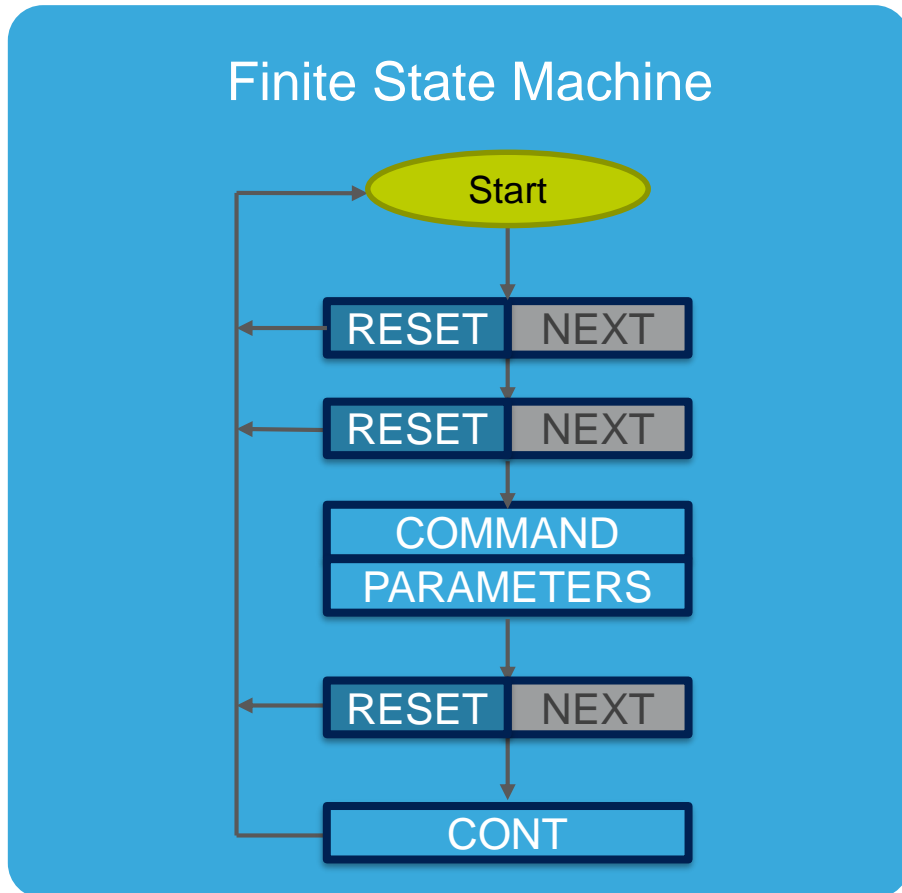 Finite State Machine
Start
RESET NEXT
RESET NEXT
COMMAND
PARAMETERS
RESET NEXT
CONT